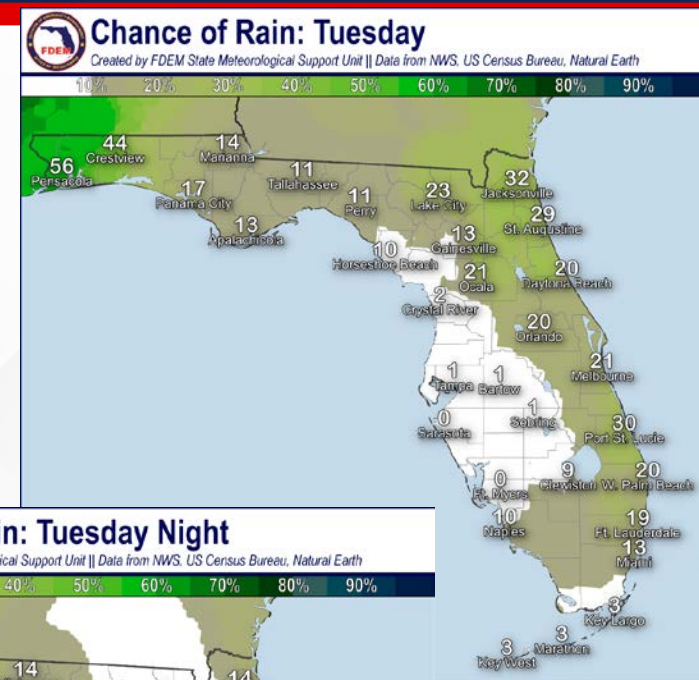 FDEM
Chance of Rain: Tuesday
Created by FDEM State Meteorological Support Unit || Data from NWS, US Census Bureau, Natural Earth
10% 20% 30% 40% 50% 60% 70% 80% 90%
44
Crestview
14
Marianna
56
Pensacola
11
Tallahassee
32
Jacksonville
17
Panama City
11
Perry
23
Lake City
29
St. Augustine
13
Apalachicola
13
Gainesville
10
Horseshoe Beach
21
Ocala
20
Daytona Beach
2
Crystal River
20
Orlando
1
Tampa
1
Bartow
21
Melbourne
0
Sarasota
1
Sebring
30
Port St. Lucie
0
Ft. Myers
9
Clewiston
20
W. Palm Beach
10
Naples
19
Ft. Lauderdale
13
Miami
3
Key Largo
3
Marathon
3
Key West
in: Tuesday Night
ical Support Unit || Data from NWS, US Census Bureau, Natural Earth
40% 50% 60% 70% 80% 90%
14
14